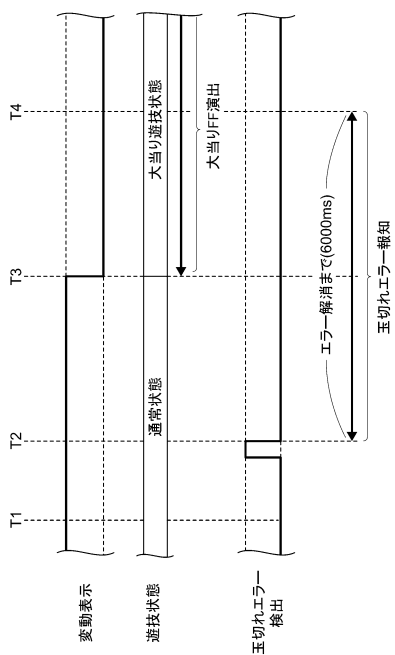 T1
T2
T3
T4
変動表示
遊技状態
通常状態
大当り遊技状態
大当りFF演出
玉切れエラー
検出
エラー解消まで(6000ms)
玉切れエラー報知